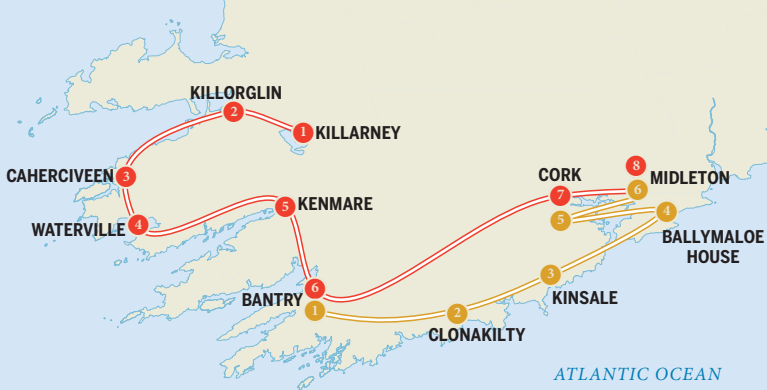 KILLORGLIN
2
1 KILLARNEY
CAHERCIVEEN 3
WATERVILLE 4
5 KENMARE
6
BANTRY
1
2
CLONAKILTY
3
KINSALE
CORK
7
5
8
MIDLETON
6
4
BALLYMALOE
HOUSE
ATLANTIC OCEAN